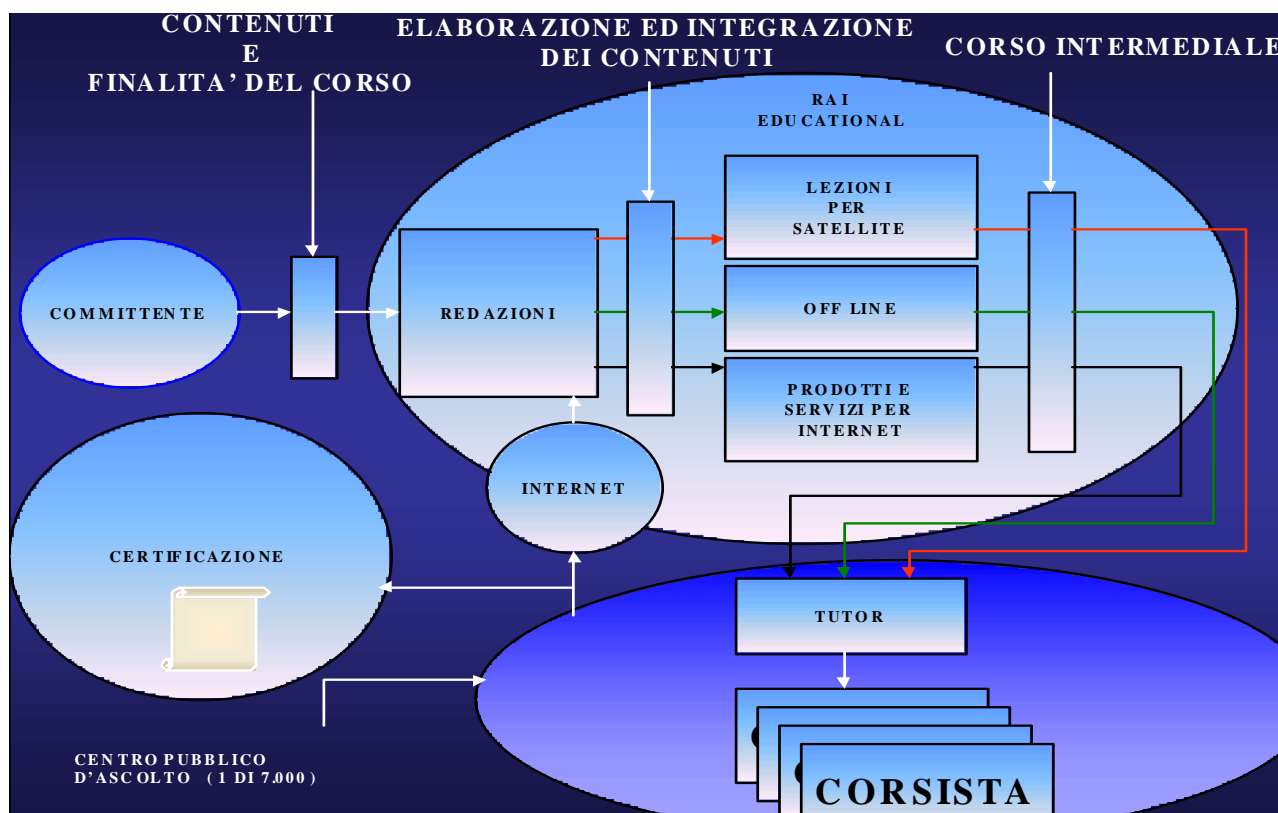 CONTENUTI
E
FINALITA' DEL CORSO
ELABORAZIONE ED INTEGRAZIONE
DEI CONTENUTI
CORSO INTERMEDIALE
RAI
EDUCATIONAL
LEZIONI
PER
SATELLITE
COMMITTENTE
REDAZIONI
OFF LINE
PRODOTTI E
SERVIZI PER
INTERNET
INTERNET
CERTIFICAZIONE
TUTOR
CENTRO PUBBLICO
D'ASCOLTO (1 DI 7.000)
CORSISTA